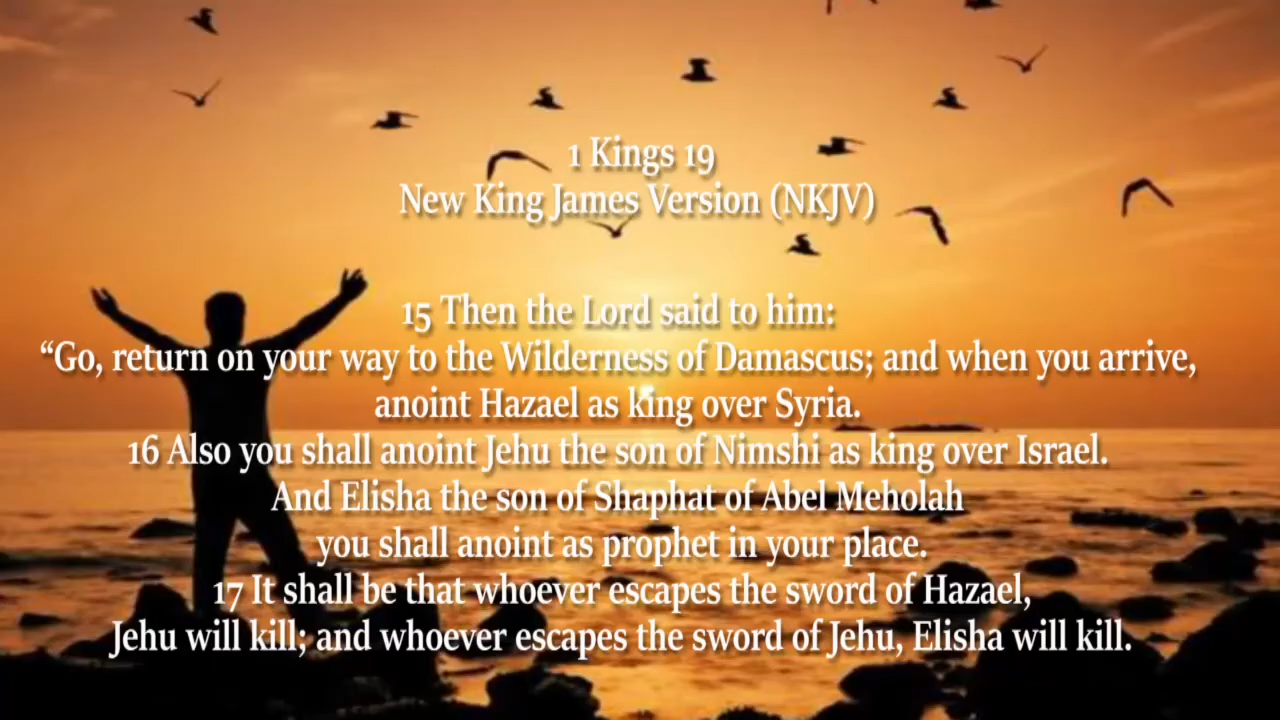 1 Kings 19
New King James Version (NKJV)
15 Then the Lord said to him:
“Go, return on your way to the Wilderness of Damascus; and when you arrive,
anoint Hazael as king over Syria.
16 Also you shall anoint Jehu the son of Nimshi as king over Israel.
And Elisha the son of Shaphat of Abel Meholah
you shall anoint as prophet in your place.
17 It shall be that whoever escapes the sword of Hazael,
Jehu will kill; and whoever escapes the sword of Jehu, Elisha will kill.